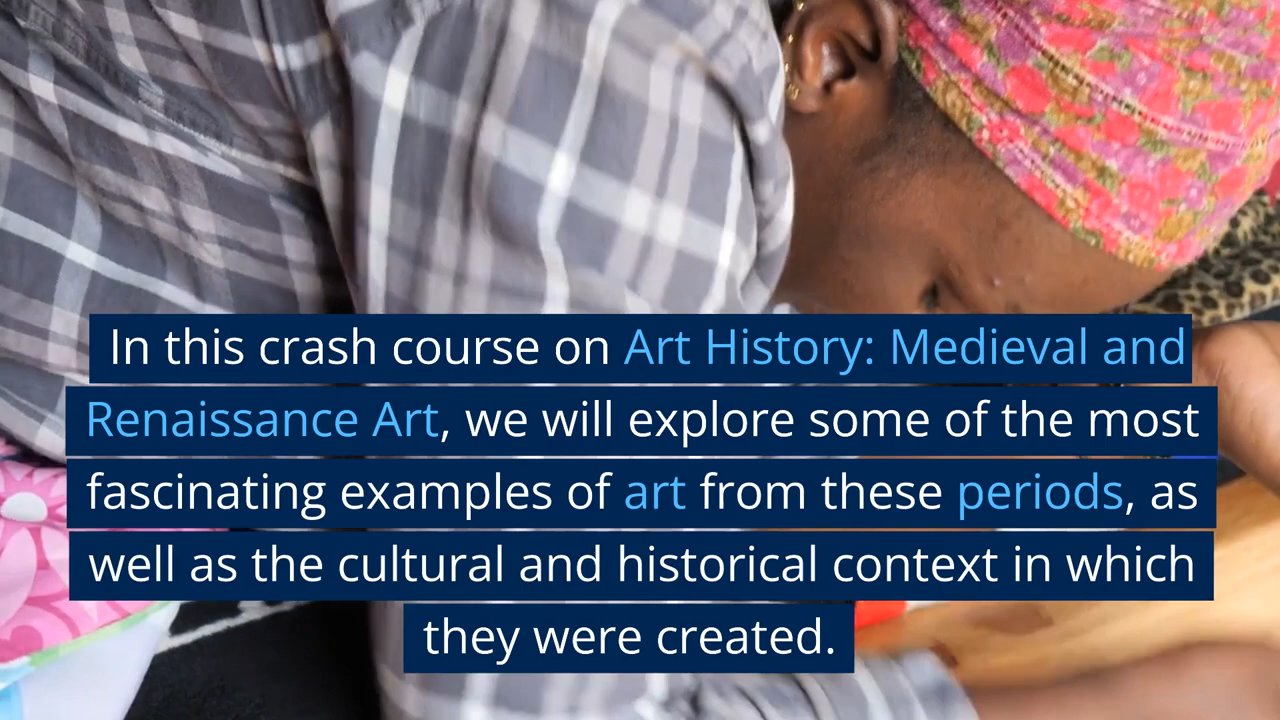 In this crash course on Art History: Medieval and
Renaissance Art, we will explore some of the most
fascinating examples of art from these periods, as
well as the cultural and historical context in which
they were created.